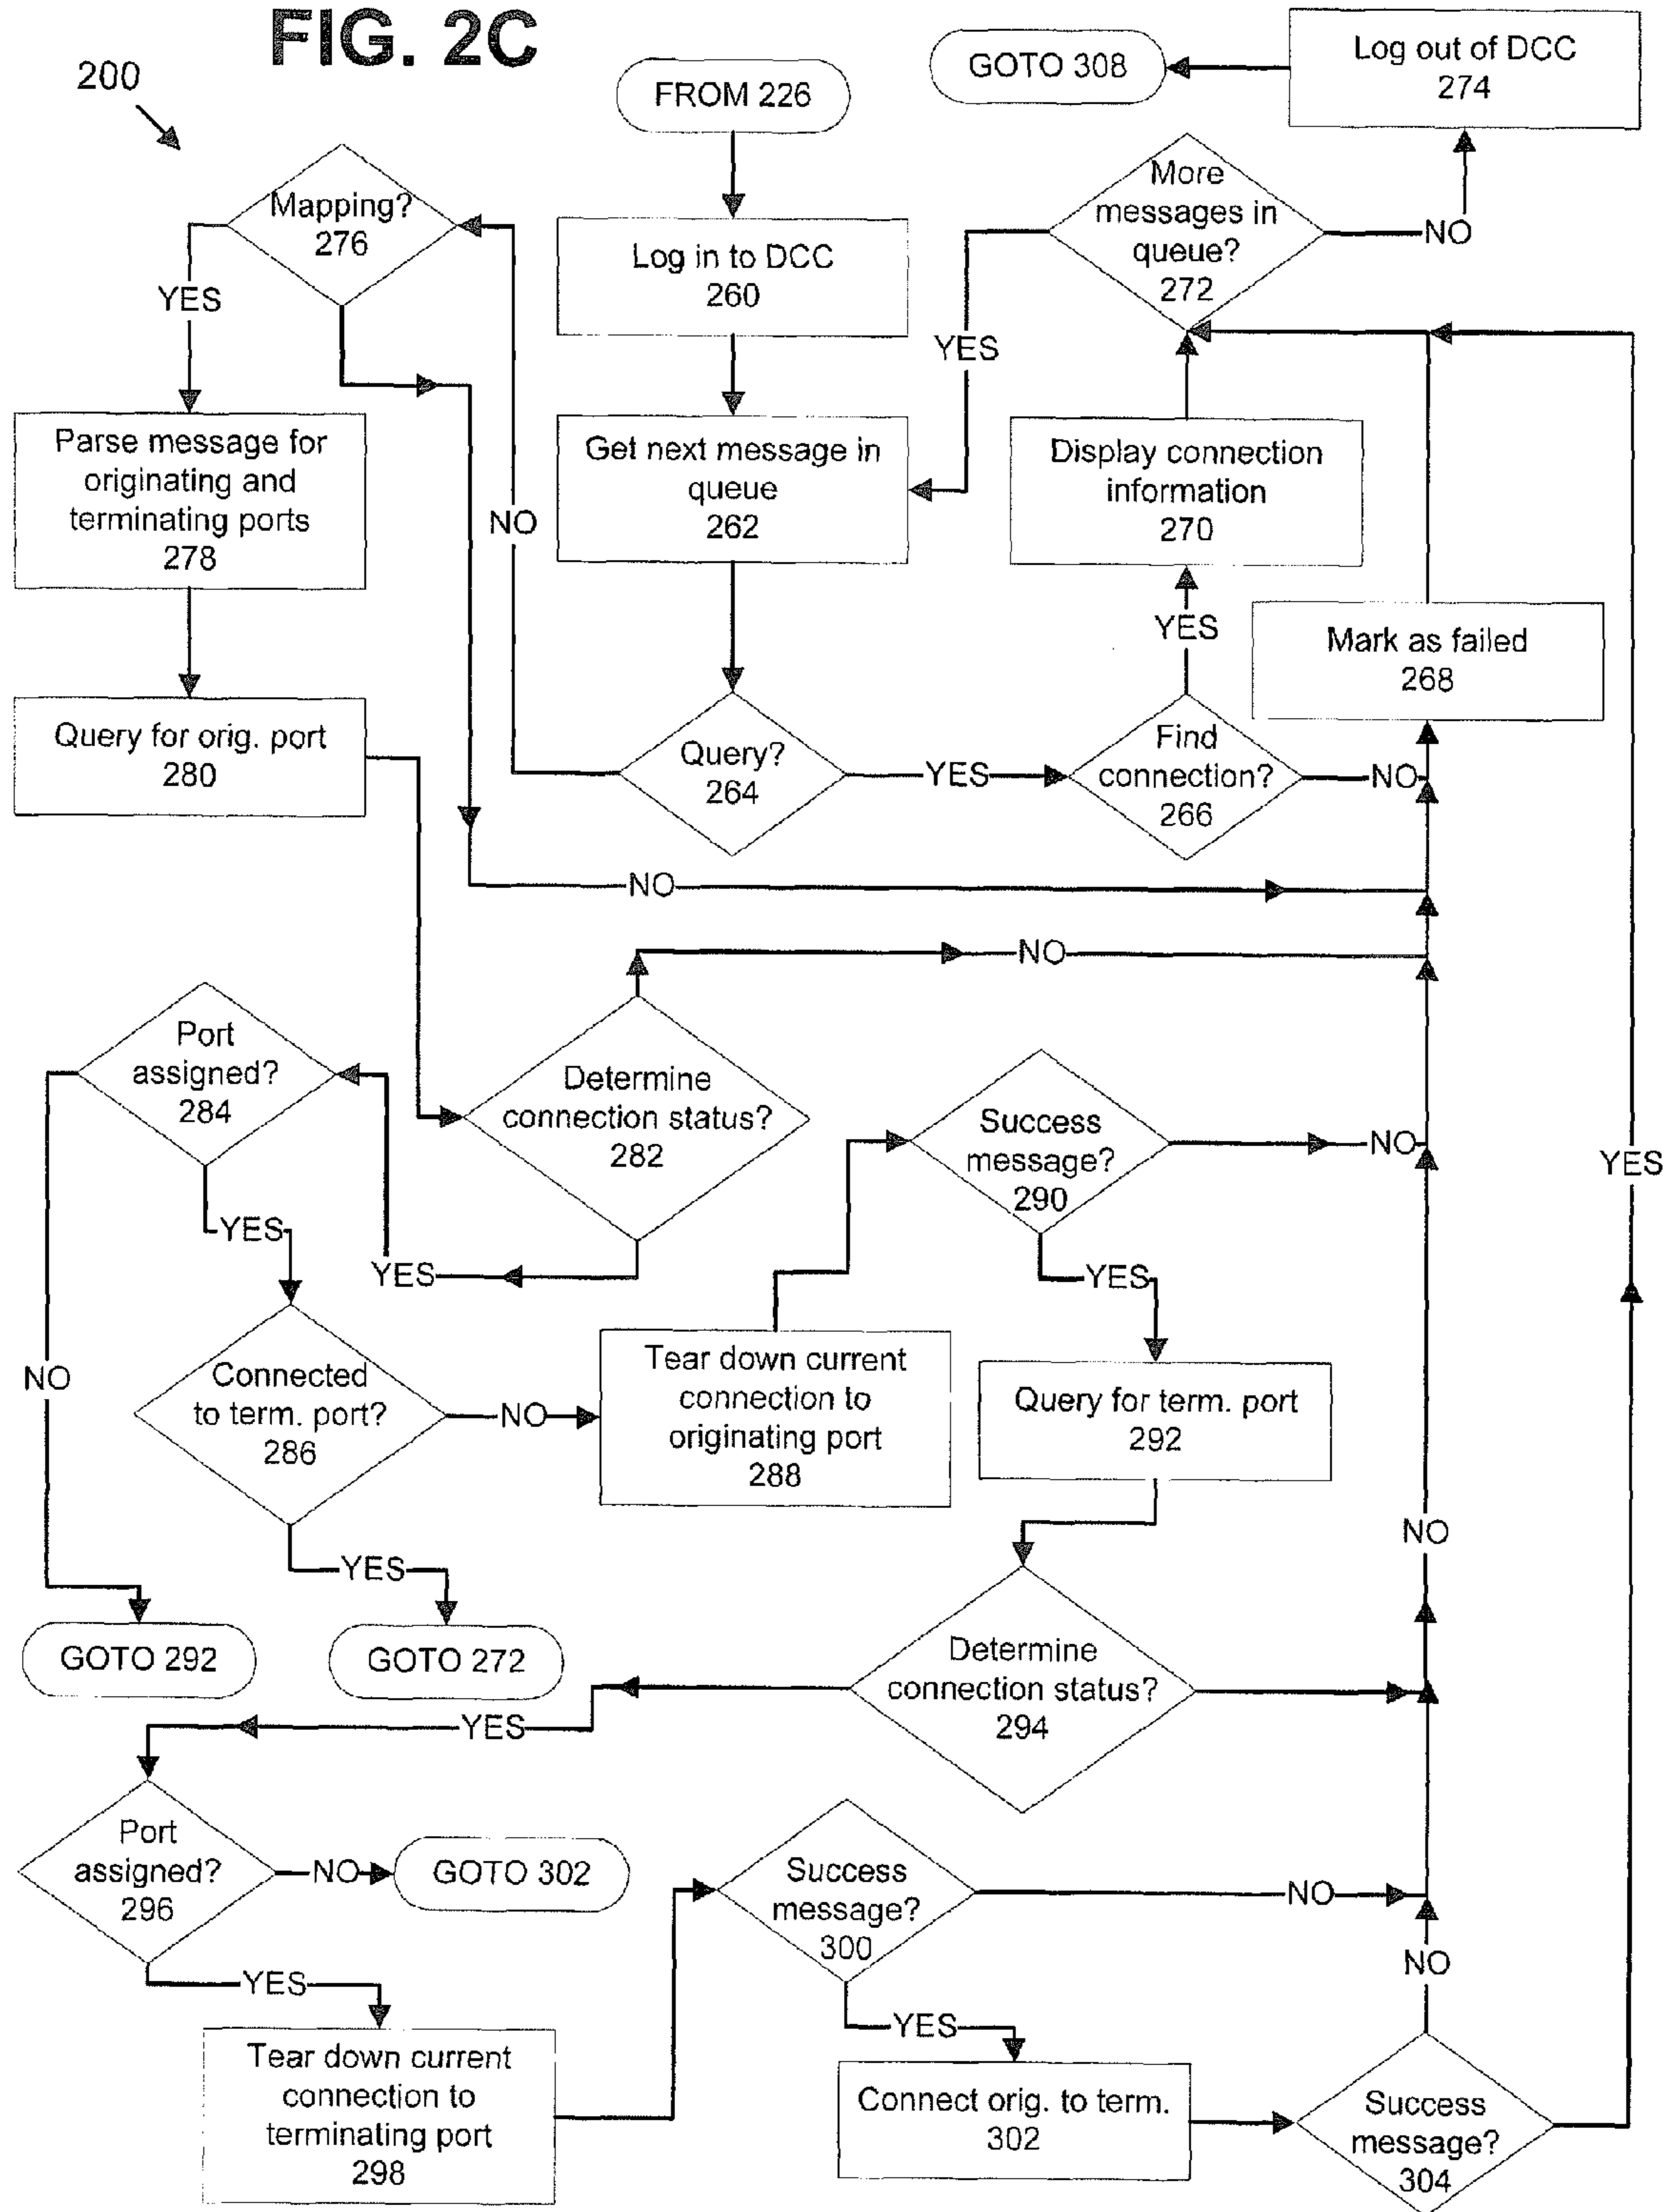 FIG. 2C
200
FROM 226
GOTO 308
Log out of DCC
274
Mapping?
276
Log in to DCC
260
More
messages in
queue?
272
NO
YES
YES
Parse message for
originating and
terminating ports
278
NO
Get next message in
queue
262
Display connection
information
270
YES
Mark as failed
268
Query for orig. port
280
Query?
264
YES
Find
connection?
266
NO
NO
NO
Port
assigned?
284
Determine
connection status?
282
Success
message?
290
NO
YES
YES
YES
YES
NO
Connected
to term. port?
286
NO
Tear down current
connection to
originating port
288
Query for term. port
292
NO
YES
GOTO 292
GOTO 272
Determine
connection status?
294
YES
Port
assigned?
296
NO
GOTO 302
Success
message?
300
NO
NO
YES
YES
Tear down current
connection to
terminating port
298
Connect orig. to term.
302
Success
message?
304